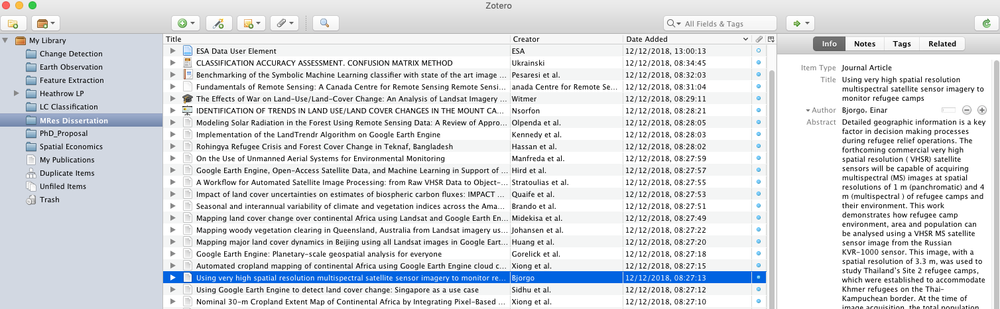 Zotero
All Fields & Tags
My Library
Change Detection
Earth Observation
Feature Extraction
Heathrow LP
LC Classification
MRes Dissertation
PhD_Proposal
Spatial Economics
My Publications
Duplicate Items
Unfiled Items
Trash
Title Creator Date Added
ESA Data User Element ESA 12/12/2018, 13:00:13
CLASSIFICATION ACCURACY ASSESSMENT. CONFUSION MATRIX METHOD Ukrainski 12/12/2018, 08:34:45
Benchmarking of the Symbolic Machine Learning classifier with state of the art image ... Pesaresi et al. 12/12/2018, 08:32:03
Fundamentals of Remote Sensing: A Canada Centre for Remote Sensing Remote Sensi... anada Centre for Remote Se... 12/12/2018, 08:31:04
The Effects of War on Land-Use/Land-Cover Change: An Analysis of Landsat Imagery ... Witmer 12/12/2018, 08:29:11
IDENTIFICATION OF TRENDS IN LAND USE/LAND COVER CHANGES IN THE MOUNT CA... Nsorfon 12/12/2018, 08:28:21
Modeling Solar Radiation in the Forest Using Remote Sensing Data: A Review of Appro... Olpenda et al. 12/12/2018, 08:28:05
Implementation of the LandTrendr Algorithm on Google Earth Engine Kennedy et al. 12/12/2018, 08:28:03
Rohingya Refugee Crisis and Forest Cover Change in Teknaf, Bangladesh Hassan et al. 12/12/2018, 08:28:02
On the Use of Unmanned Aerial Systems for Environmental Monitoring Manfreda et al. 12/12/2018, 08:27:59
Google Earth Engine, Open-Access Satellite Data, and Machine Learning in Support of ... Hird et al. 12/12/2018, 08:27:57
A Workflow for Automated Satellite Image Processing: from Raw VHSR Data to Object-... Stratoulias et al. 12/12/2018, 08:27:55
Impact of land cover uncertainties on estimates of biospheric carbon fluxes: IMPACT ... Quaife et al. 12/12/2018, 08:27:53
Seasonal and interannual variability of climate and vegetation indices across the Ama... Brando et al. 12/12/2018, 08:27:51
Mapping land cover change over continental Africa using Landsat and Google Earth En... Midekisa et al. 12/12/2018, 08:27:49
Mapping woody vegetation clearing in Queensland, Australia from Landsat imagery us... Johansen et al. 12/12/2018, 08:27:22
Mapping major land cover dynamics in Beijing using all Landsat images in Google Eart... Huang et al. 12/12/2018, 08:27:20
Google Earth Engine: Planetary-scale geospatial analysis for everyone Gorelick et al. 12/12/2018, 08:27:18
Automated cropland mapping of continental Africa using Google Earth Engine cloud c... Xiong et al. 12/12/2018, 08:27:15
Using very high spatial resolution multispectral satellite sensor imagery to monitor re... Bjorgo 12/12/2018, 08:27:13
Using Google Earth Engine to detect land cover change: Singapore as a use case Sidhu et al. 12/12/2018, 08:27:12
Nominal 30-m Cropland Extent Map of Continental Africa by Integrating Pixel-Based ... Xiong et al. 12/12/2018, 08:27:10
Info Notes Tags Related
Item Type Journal Article
Title Using very high spatial resolution
multispectral satellite sensor imagery to
monitor refugee camps
Author Bjorgo, Einar
Abstract Detailed geographic information is a key
factor in decision making processes
during refugee relief operations. The
forthcoming commercial very high
spatial resolution ( VHSR) satellite
sensors will be capable of acquiring
multispectral (MS) images at spatial
resolutions of 1 m (panchromatic) and 4
m (multispectral ) of refugee camps and
their environment. This work
demonstrates how refugee camp
environment, area and population can
be analysed using a VHSR MS satellite
sensor image from the Russian
KVR-1000 sensor. This image, with a
spatial resolution of 3.3 m, was used to
study Thailand's Site 2 refugee camps,
which were established to accommodate
Khmer refugees on the Thai-
Kampuchean border. At the time of
image acquisition, the total population